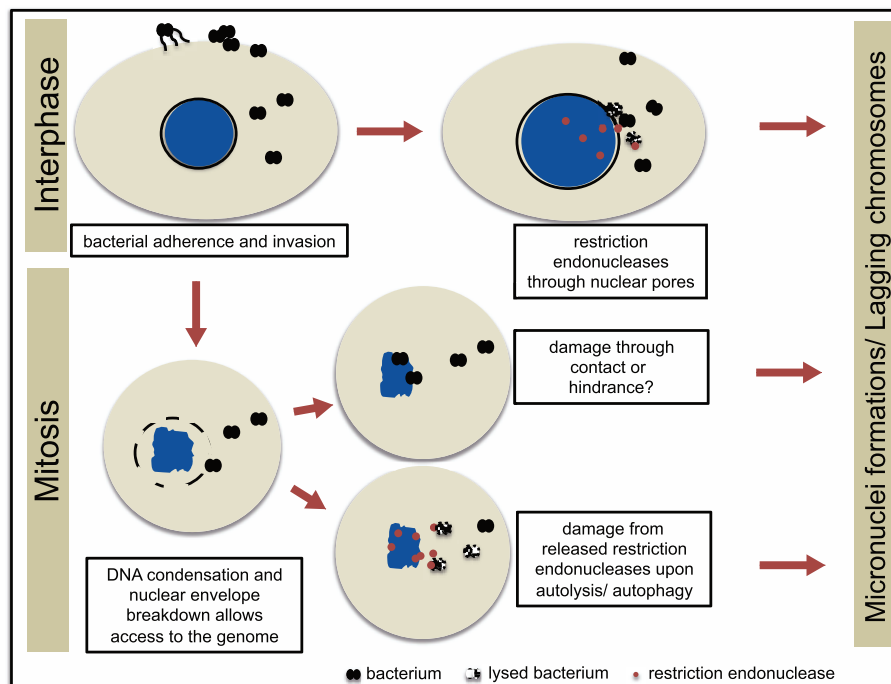 Interphase
bacterial adherence and invasion
restriction
endonucleases
through nuclear pores
Mitosis
damage through
contact or
hindrance?
DNA condensation and
nuclear envelope
breakdown allows
access to the genome
damage from
released restriction
endonucleases upon
autolysis/ autophagy
Micronuclei formations/ Lagging chromosomes
bacterium
lysed bacterium
restriction endonuclease